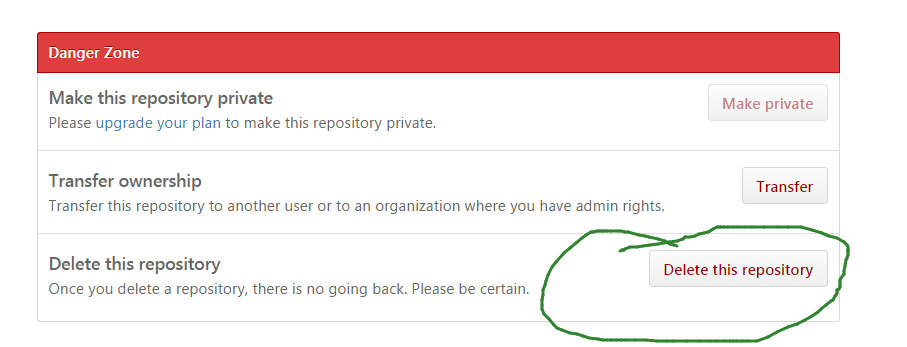 Danger Zone
Make this repository private
Make private
Please upgrade your plan to make this repository private.
Transfer ownership
Transfer
Transfer this repository to another user or to an organization where you have admin rights.
Delete this repository
Delete this repository
Once you delete a repository, there is no going back. Please be certain.